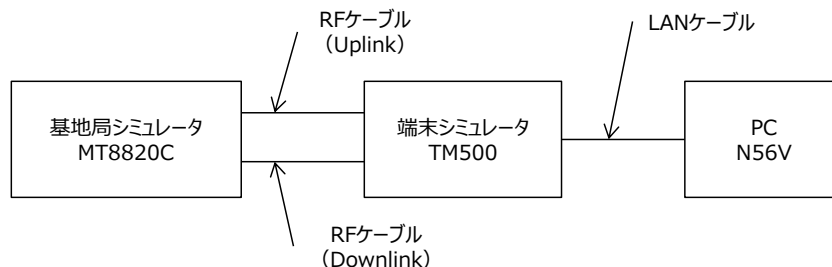 RFケーブル
（Uplink）
LANケーブル
基地局シミュレータ
MT8820C
端末シミュレータ
TM500
PC
N56V
RFケーブル
（Downlink）